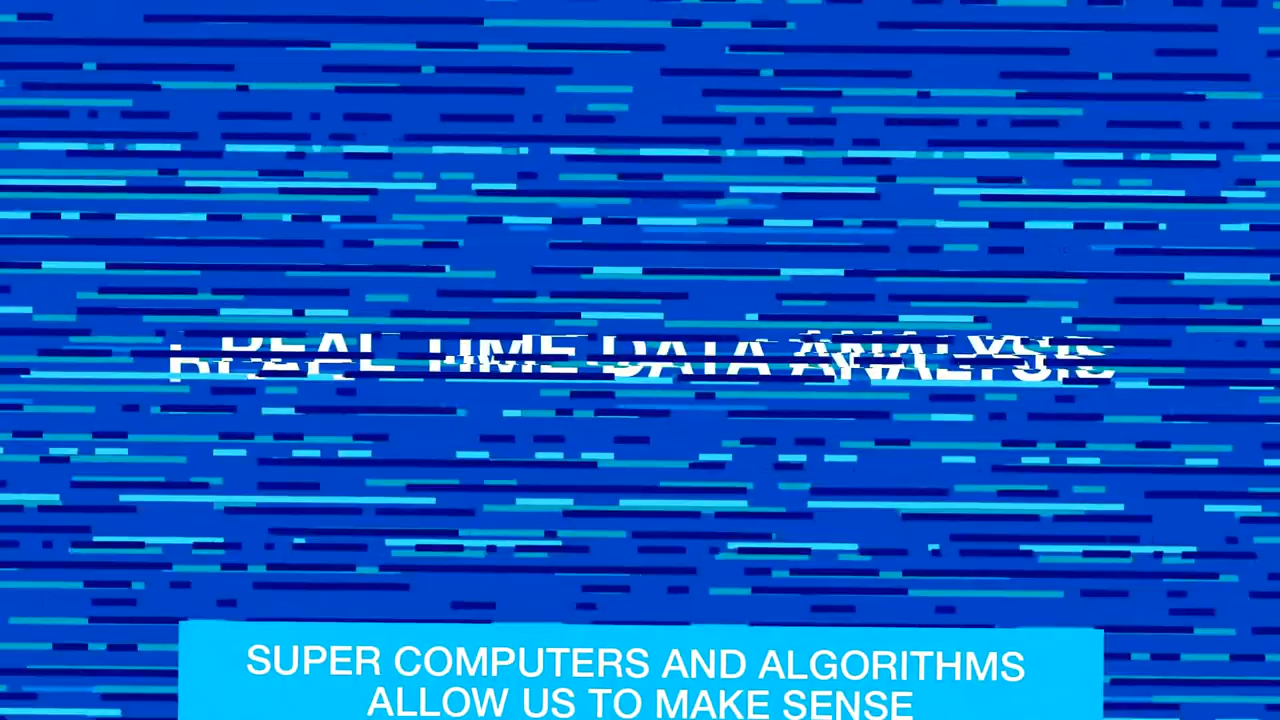 REAL TIME DATA ANALYSIS
SUPER COMPUTERS AND ALGORITHMS
ALLOW US TO MAKE SENSE